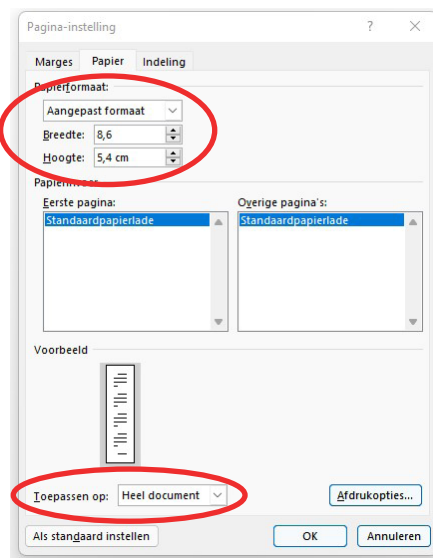 Pagina-instelling ? ×
Marges Papier Indeling
Papierformaat:
Aangepast formaat
Breedte: 8,6
Hoogte: 5,4 cm
Papierinvoer
Eerste pagina: Overige pagina's:
Standaardpapierlade Standaardpapierlade
Voorbeeld
Toepassen op: Heel document Afdrukopties...
Als standaard instellen OK Annuleren